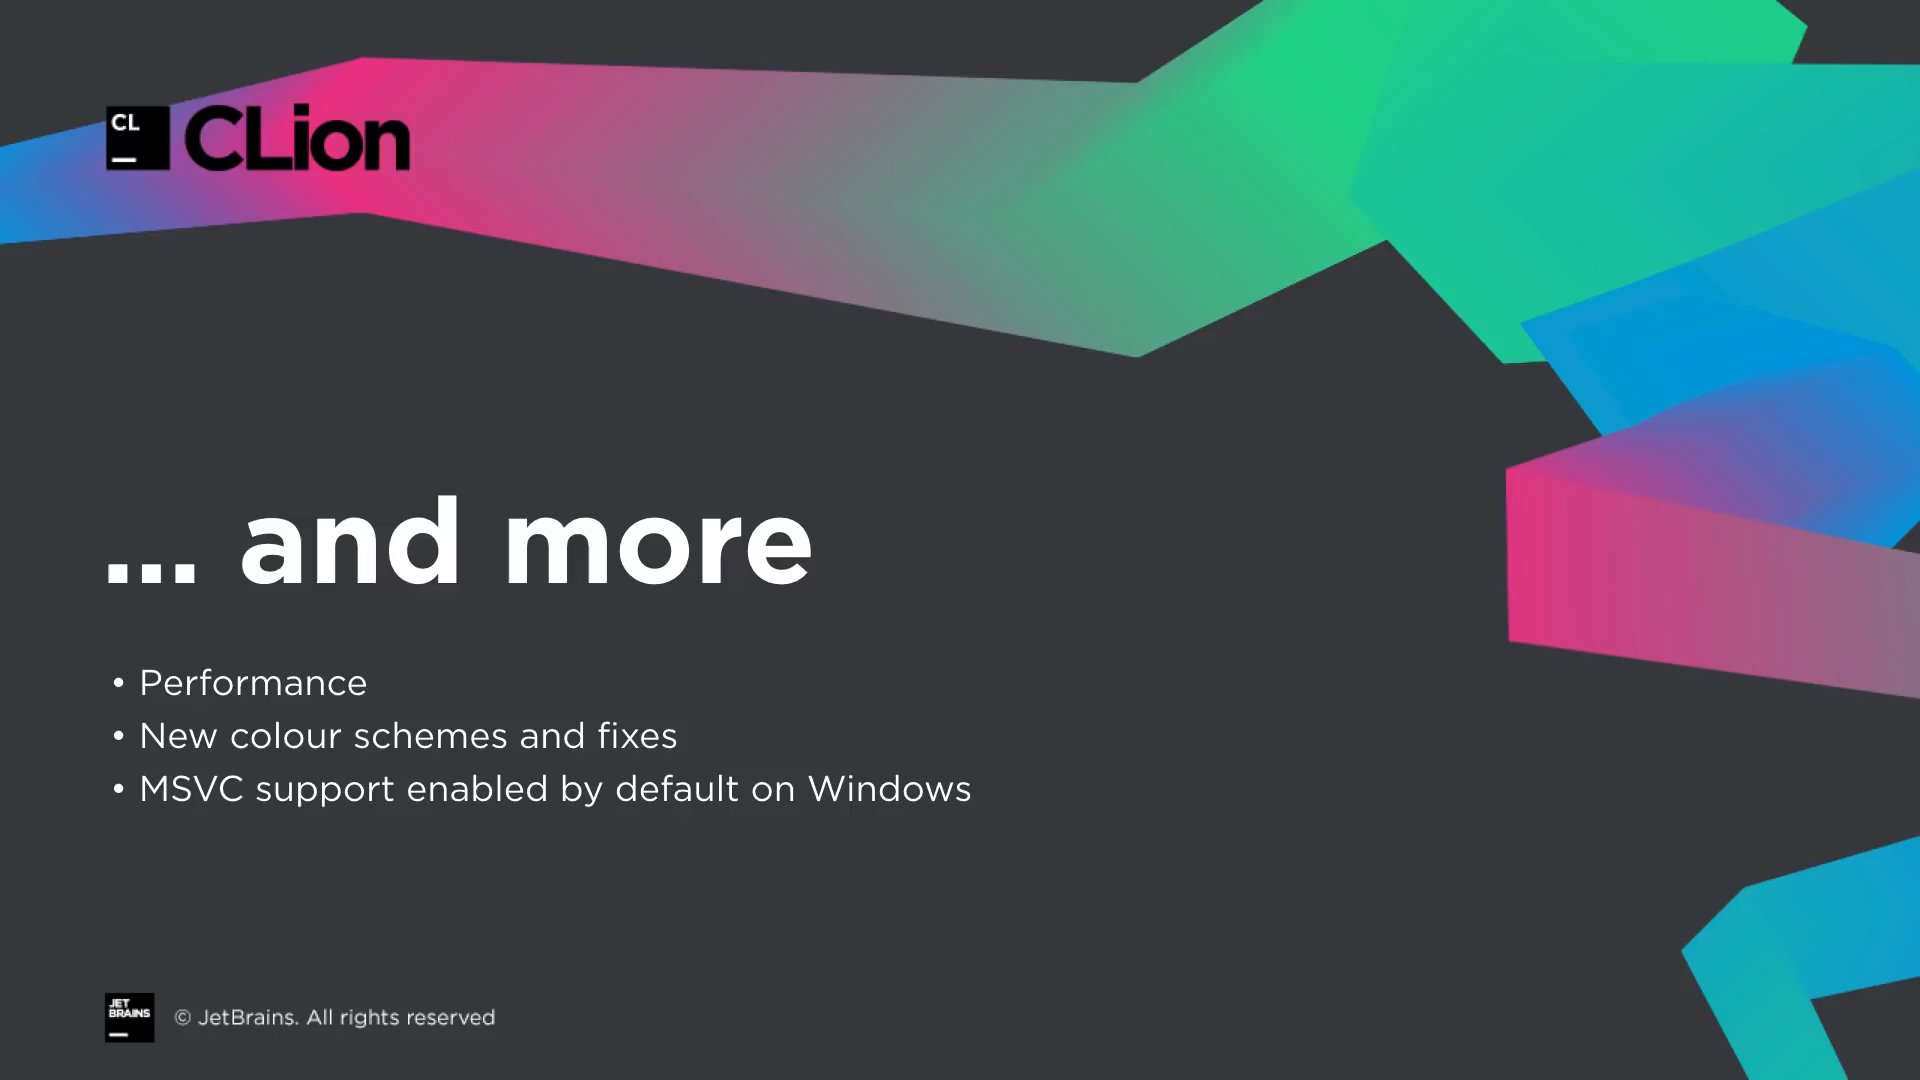 CL
CLion
... and more
• Performance
• New colour schemes and fixes
• MSVC support enabled by default on Windows
JET
BRAINS
© JetBrains. All rights reserved